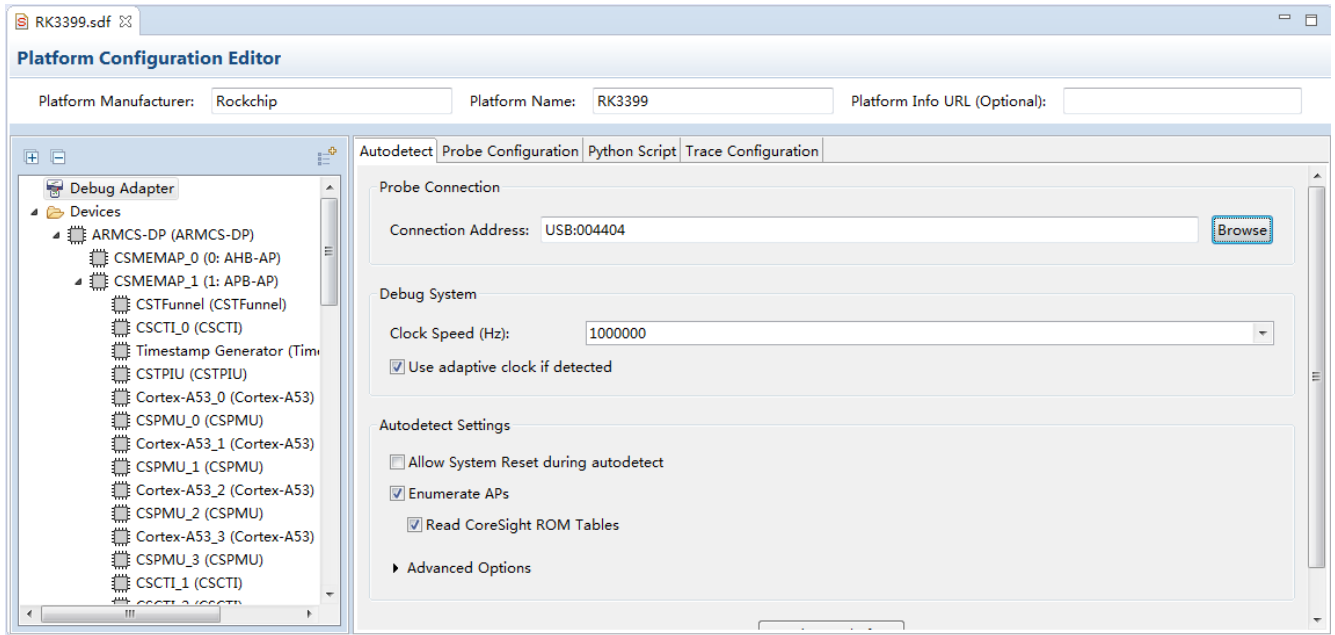 RK3399.sdf
Platform Configuration Editor
Platform Manufacturer: Rockchip Platform Name: RK3399 Platform Info URL (Optional):
Autodetect Probe Configuration Python Script Trace Configuration
Debug Adapter
Devices
ARMCS-DP (ARMCS-DP)
CSMEMAP_0 (0: AHB-AP)
CSMEMAP_1 (1: APB-AP)
CSTFunnel (CSTFunnel)
CSCTI_0 (CSCTI)
Timestamp Generator (Time
CSTPIU (CSTPIU)
Cortex-A53_0 (Cortex-A53)
CSPMU_0 (CSPMU)
Cortex-A53_1 (Cortex-A53)
CSPMU_1 (CSPMU)
Cortex-A53_2 (Cortex-A53)
CSPMU_2 (CSPMU)
Cortex-A53_3 (Cortex-A53)
CSPMU_3 (CSPMU)
CSCTI_1 (CSCTI)
Probe Connection
Connection Address: USB:004404 Browse
Debug System
Clock Speed (Hz): 1000000
Use adaptive clock if detected
Autodetect Settings
Allow System Reset during autodetect
Enumerate APs
Read CoreSight ROM Tables
Advanced Options